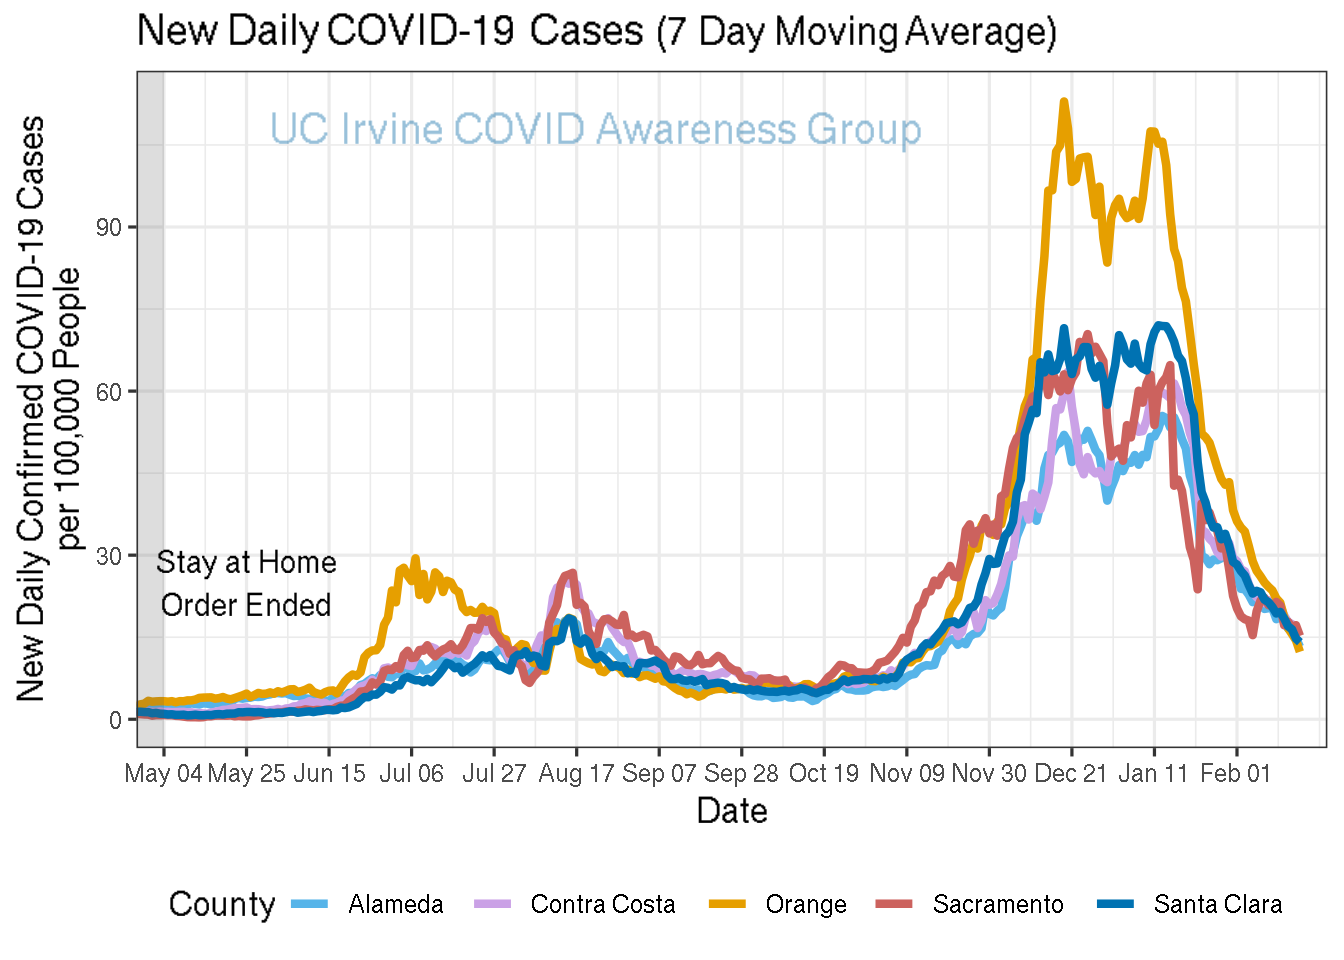 New Daily COVID-19 Cases (7 Day Moving Average)
UC Irvine COVID Awareness Group
New Daily Confirmed COVID-19 Cases
per 100,000 People
90
60
30
0
Stay at Home
Order Ended
May 04 May 25 Jun 15 Jul 06 Jul 27 Aug 17 Sep 07 Sep 28 Oct 19 Nov 09 Nov 30 Dec 21 Jan 11 Feb 01
Date
County Alameda Contra Costa Orange Sacramento Santa Clara